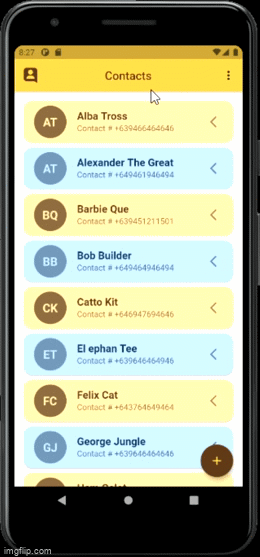 8:27
Contacts
AT
Alba Tross
Contact # +639466464646
AT
Alexander The Great
Contact # +649461946494
BQ
Barbie Que
Contact # +639451211501
BB
Bob Builder
Contact # +649464946494
CK
Catto Kit
Contact # +646947694646
ET
El ephan Tee
Contact # +639646464946
FC
Felix Cat
Contact # +643764649464
GJ
George Jungle
Contact # +639646464646
+
imgflip.com